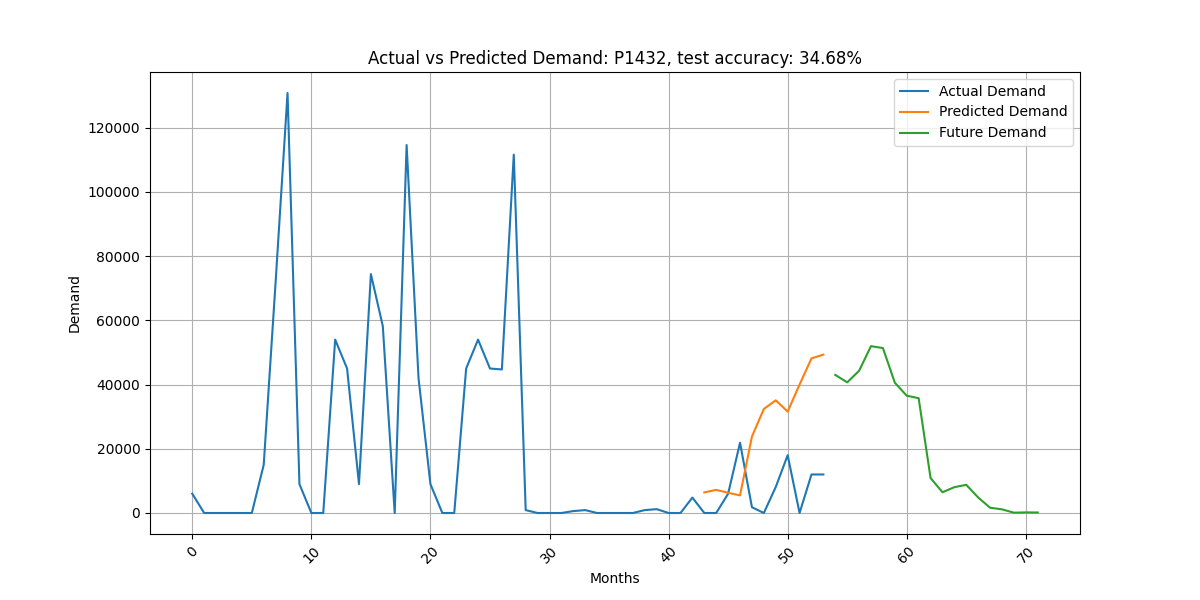 Actual vs Predicted Demand: P1432, test accuracy: 34.68%
Actual Demand
Predicted Demand
Future Demand
120000
100000
80000
60000
40000
20000
0
Demand
0 10 20 30 40 50 60 70
Months